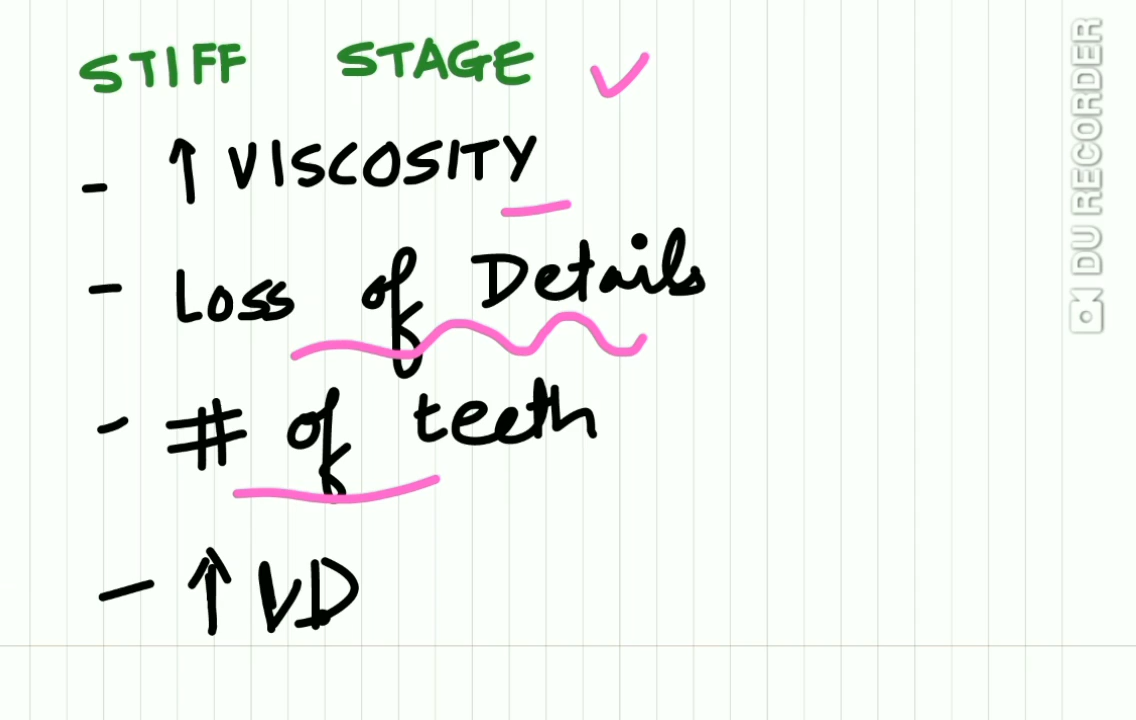 STIFF STAGE ✓
- ↑ VISCOSITY
- Loss of Details
- # of teeth
- ↑ VD
DU RECORDER